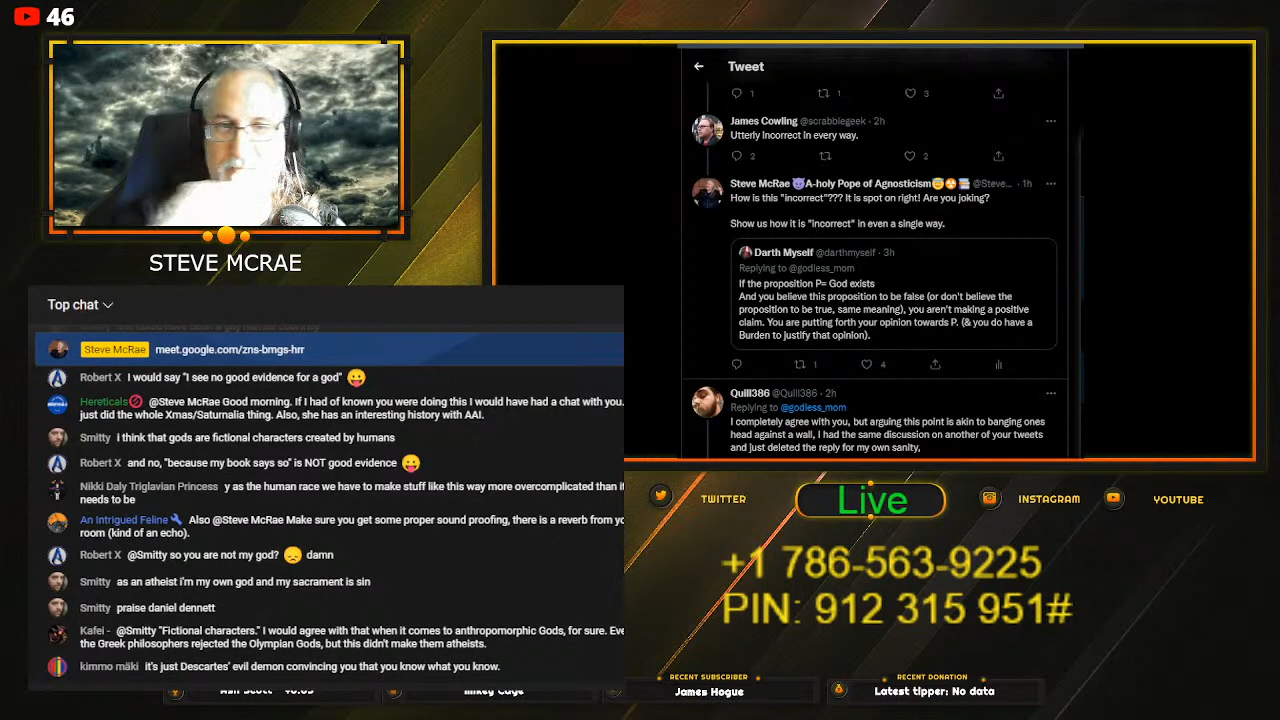 46
STEVE MCRAE
Top chat
Steve McRae meet.google.com/zns-bmgs-hrr
Robert X I would say "I see no good evidence for a god" 😛
Hereticals🚫 @Steve McRae Good morning. If I had of known you were doing this I would have had a chat with you.
just did the whole Xmas/Saturnalia thing. Also, she has an interesting history with AAI.
Smitty i think that gods are fictional characters created by humans
Robert X and no, "because my book says so" is NOT good evidence 😛
Nikki Daly Triglavian Princess y as the human race we have to make stuff like this way more overcomplicated than it
needs to be
An Intrigued Feline Also @Steve McRae Make sure you get some proper sound proofing, there is a reverb from yo
room (kind of an echo).
Robert X @Smitty so you are not my god? 😞 damn
Smitty as an atheist i'm my own god and my sacrament is sin
Smitty praise daniel dennett
Kafei - @Smitty "Fictional characters." I would agree with that when it comes to anthropomorphic Gods, for sure. Eve
the Greek philosophers rejected the Olympian Gods, but this didn't make them atheists.
kimmo mäki it's just Descartes' evil demon convincing you that you know what you know.
Tweet
1 1 3
James Cowling @scrabblegeek · 2h
Utterly incorrect in every way.
2 2
Steve McRae 😈A-holy Pope of Agnosticism😇☢📚 @Steve... · 1h
How is this "incorrect"??? It is spot on right! Are you joking?
Show us how it is "incorrect" in even a single way.
Darth Myself @darthmyself · 3h
Replying to @godless_mom
If the proposition P= God exists
And you believe this proposition to be false (or don't believe the
proposition to be true, same meaning), you aren't making a positive
claim. You are putting forth your opinion towards P. (& you do have a
Burden to justify that opinion).
1 4
Quill386 @Quill386 · 2h
Replying to @godless_mom
I completely agree with you, but arguing this point is akin to banging ones
head against a wall, I had the same discussion on another of your tweets
and just deleted the reply for my own sanity,
TWITTER
Live
INSTAGRAM
YOUTUBE
+1 786-563-9225
PIN: 912 315 951#
RECENT SUBSCRIBER
James Hogue
RECENT DONATION
Latest tipper: No data